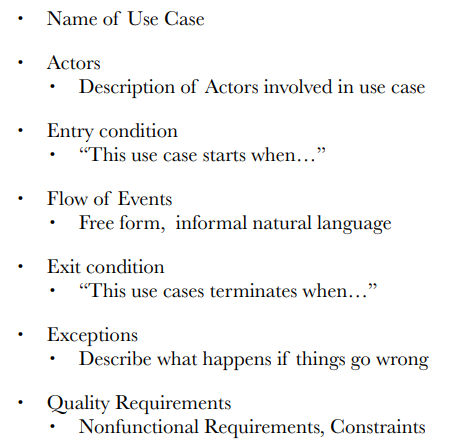 • Name of Use Case
• Actors
• Description of Actors involved in use case
• Entry condition
• “This use case starts when…”
• Flow of Events
• Free form, informal natural language
• Exit condition
• “This use cases terminates when…”
• Exceptions
• Describe what happens if things go wrong
• Quality Requirements
• Nonfunctional Requirements, Constraints